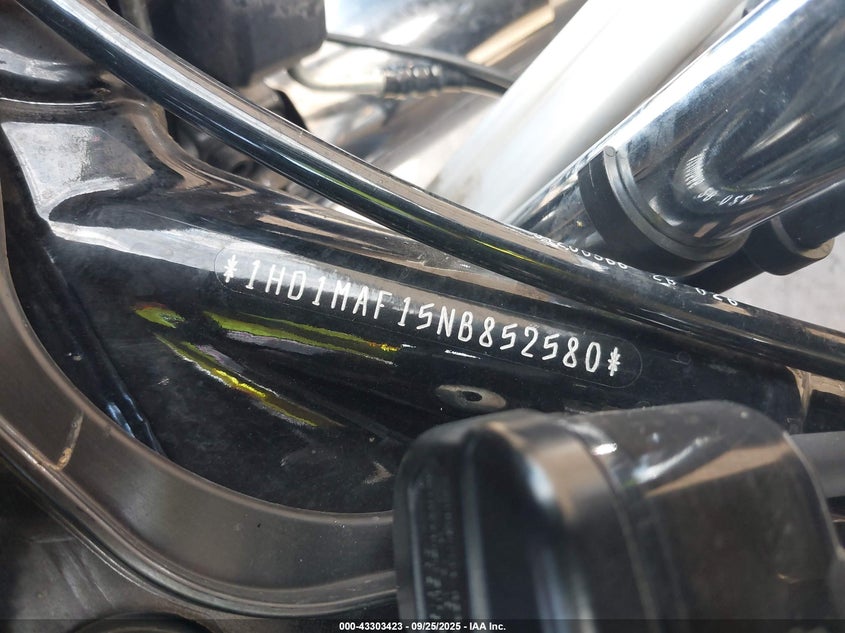 *1HD1MAF15NB852580*
000-43303423 - 09/25/2025 - IAA Inc.